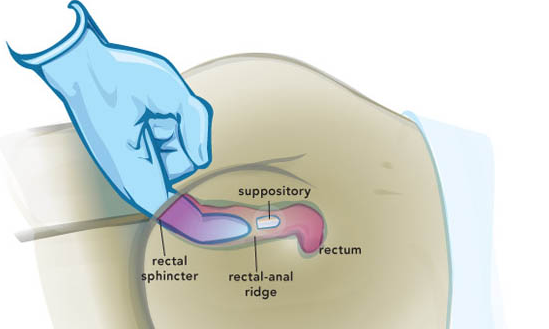 suppository
rectum
rectal
sphincter
rectal-anal
ridge